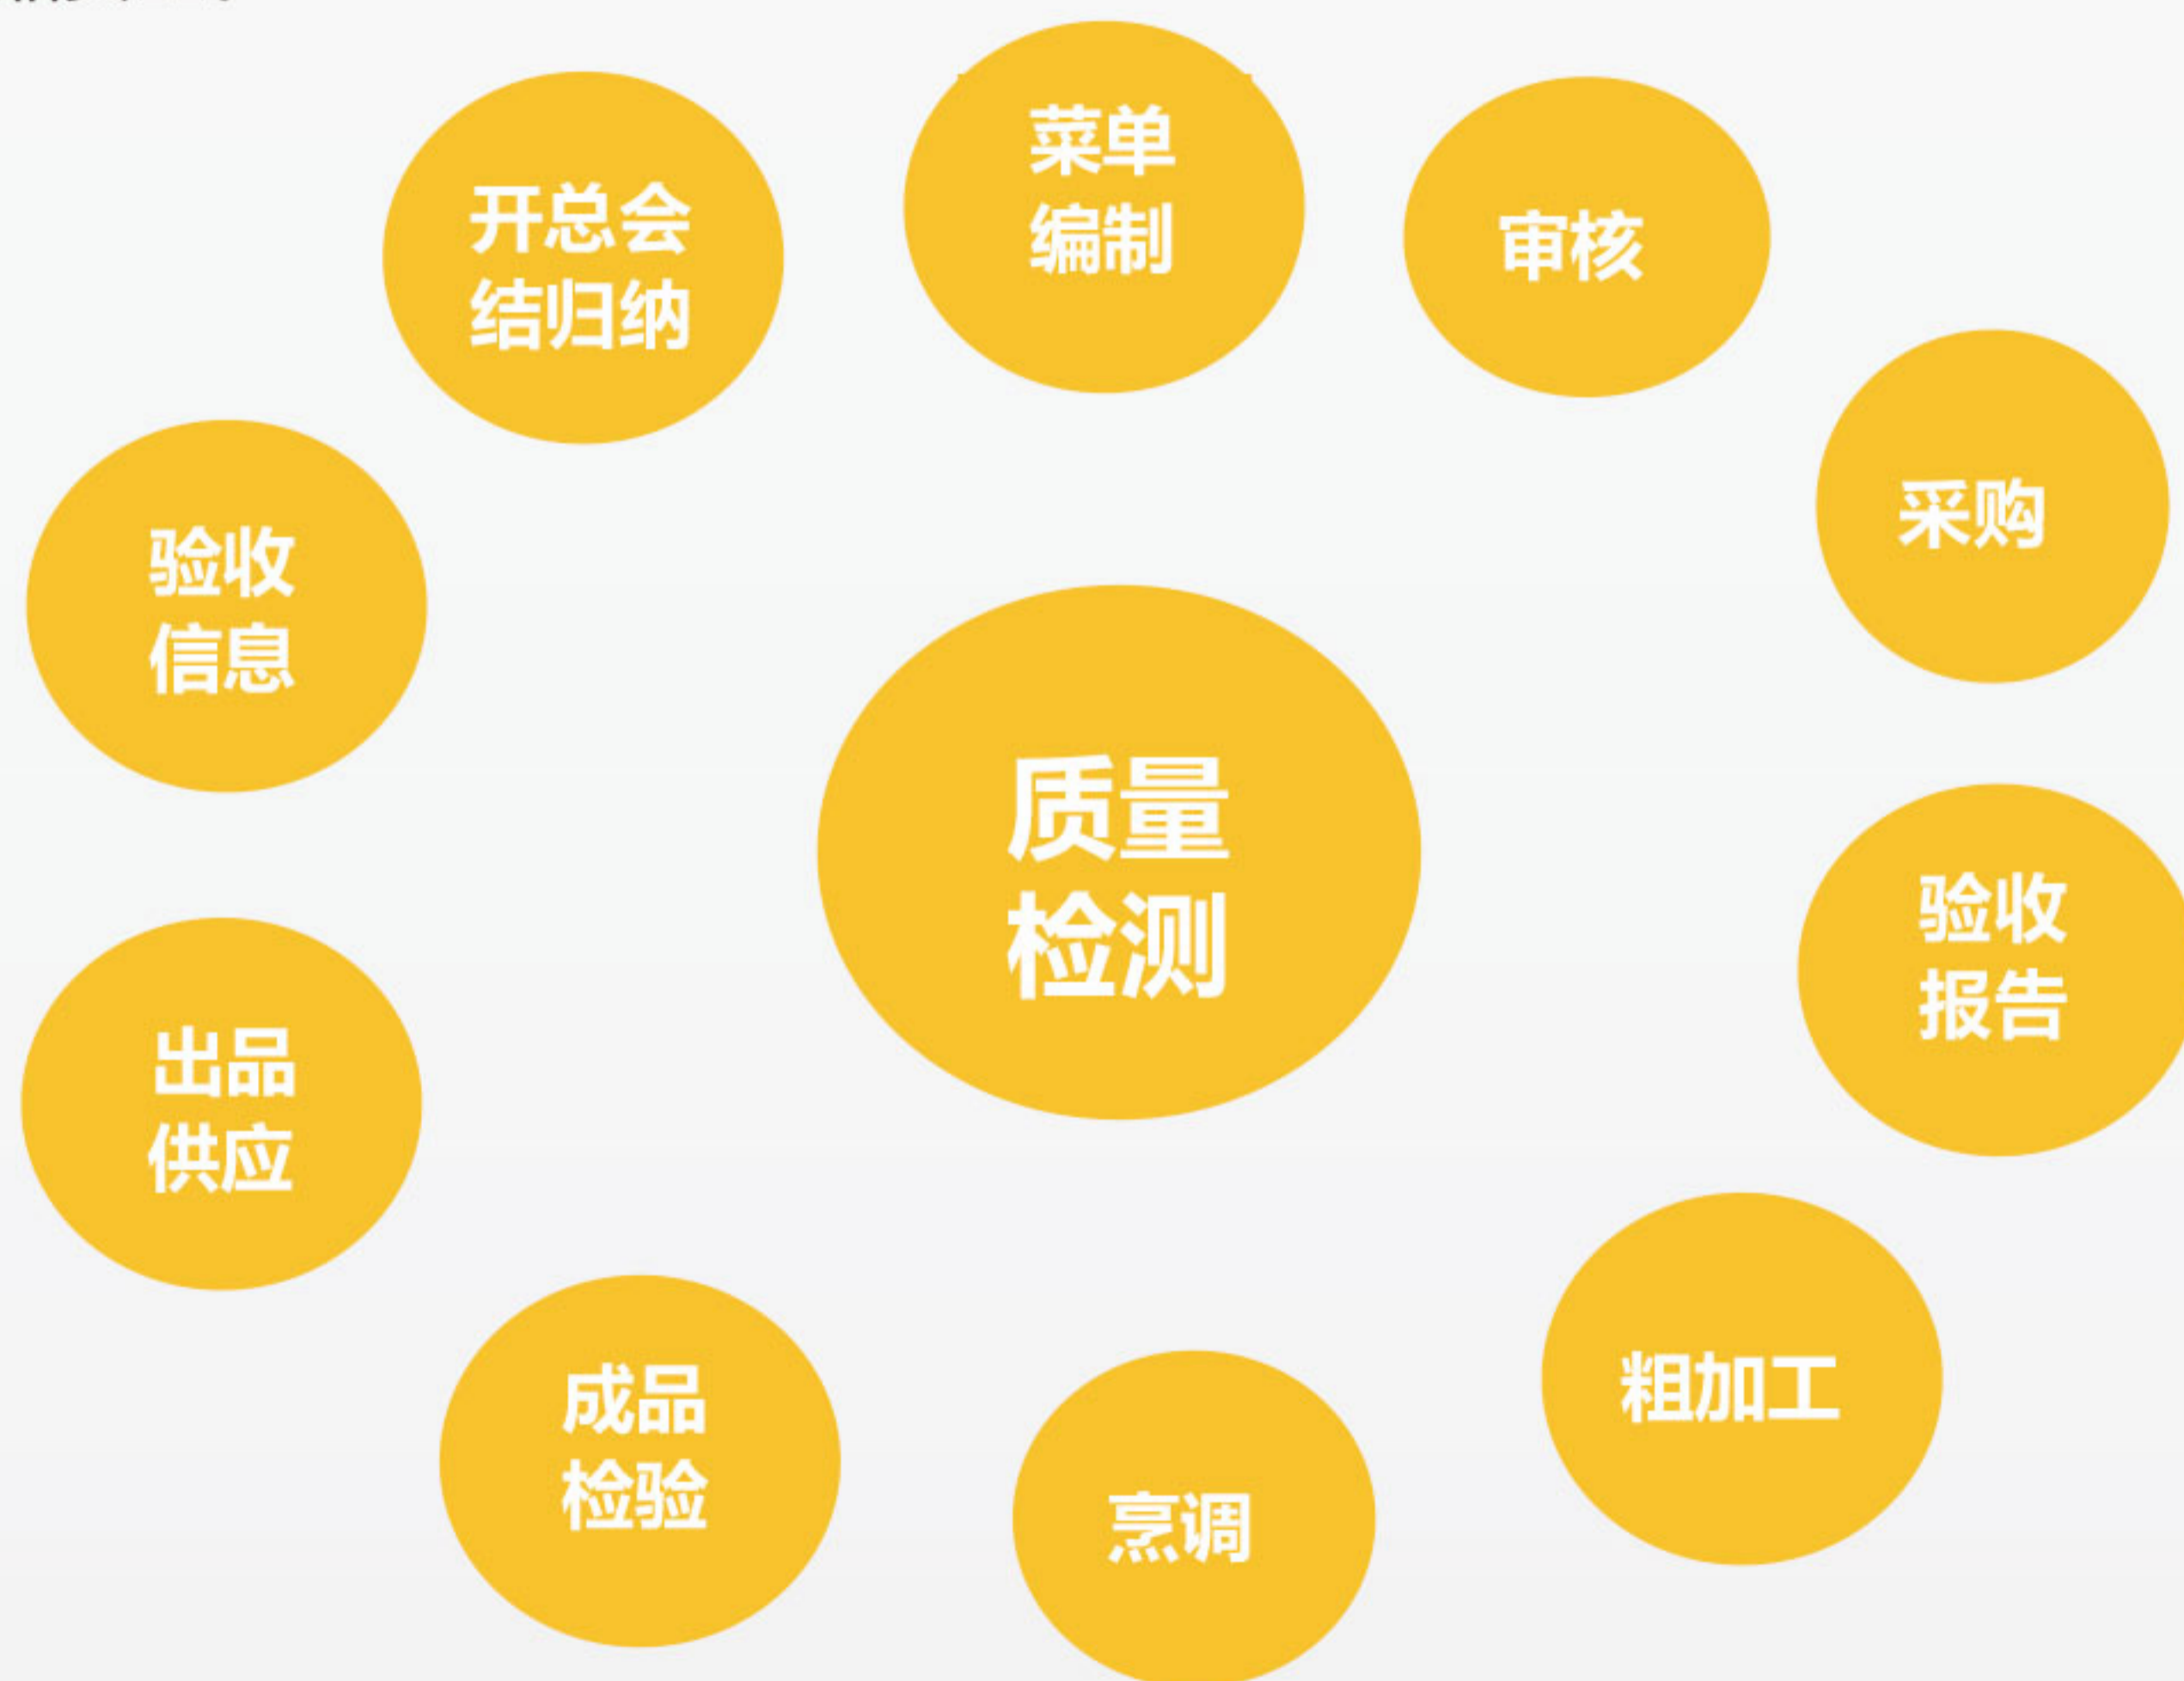 菜单
编制
审核
采购
验收
报告
粗加工
烹调
成品
检验
出品
供应
验收
信息
开总会
结归纳
质量
检测